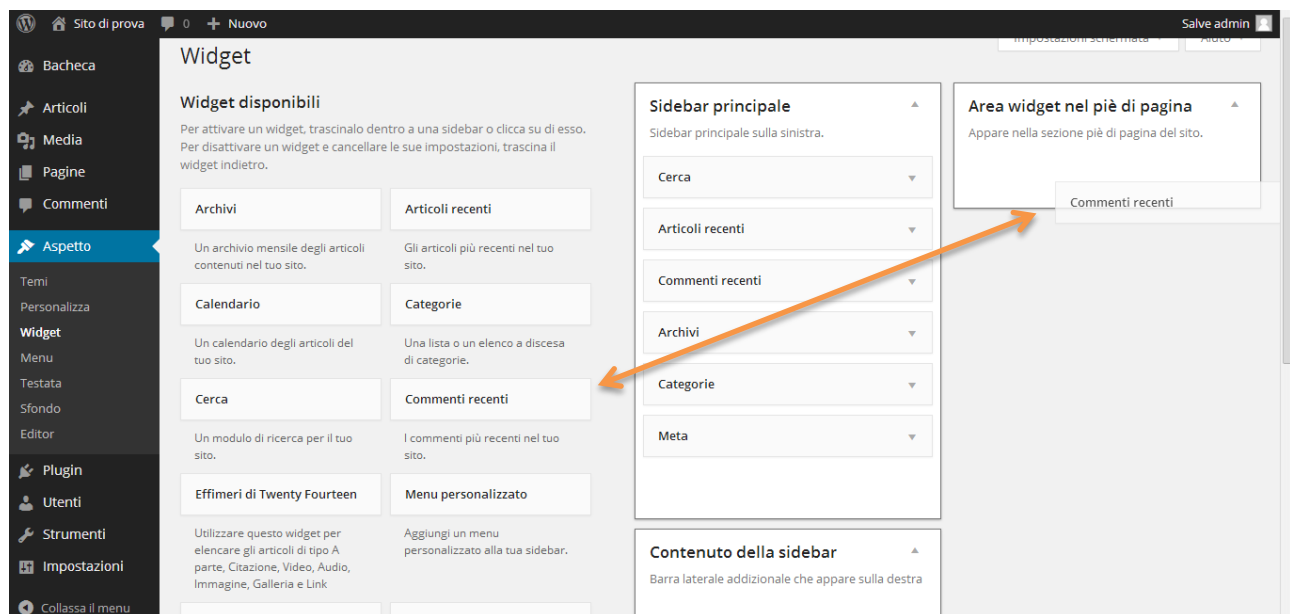 Sito di prova
0
Nuovo
Salve admin
Bacheca
Articoli
Media
Pagine
Commenti
Aspetto
Temi
Personalizza
Widget
Menu
Testata
Sfondo
Editor
Plugin
Utenti
Strumenti
Impostazioni
Collassa il menu
Impostazioni schermata
Aiuto
Widget
Widget disponibili
Per attivare un widget, trascinalo dentro a una sidebar o clicca su di esso.
Per disattivare un widget e cancellare le sue impostazioni, trascina il
widget indietro.
Archivi
Un archivio mensile degli articoli
contenuti nel tuo sito.
Articoli recenti
Gli articoli più recenti nel tuo
sito.
Calendario
Un calendario degli articoli del
tuo sito.
Categorie
Una lista o un elenco a discesa
di categorie.
Cerca
Un modulo di ricerca per il tuo
sito.
Commenti recenti
I commenti più recenti nel tuo
sito.
Effimeri di Twenty Fourteen
Utilizzare questo widget per
elencare gli articoli di tipo A
parte, Citazione, Video, Audio,
Immagine, Galleria e Link
Menu personalizzato
Aggiungi un menu
personalizzato alla tua sidebar.
Sidebar principale
Sidebar principale sulla sinistra.
Cerca
Articoli recenti
Commenti recenti
Archivi
Categorie
Meta
Contenuto della sidebar
Barra laterale addizionale che appare sulla destra
Area widget nel piè di pagina
Appare nella sezione piè di pagina del sito.
Commenti recenti